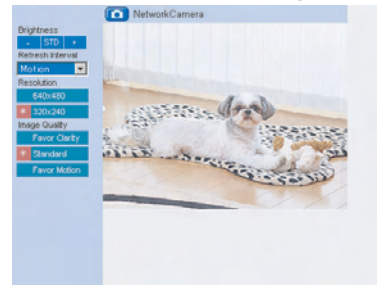 NetworkCamera
Brightness
- STD +
Refresh Interval
Motion
Resolution
640x480
* 320x240
Image Quality
Favor Clarity
* Standard
Favor Motion